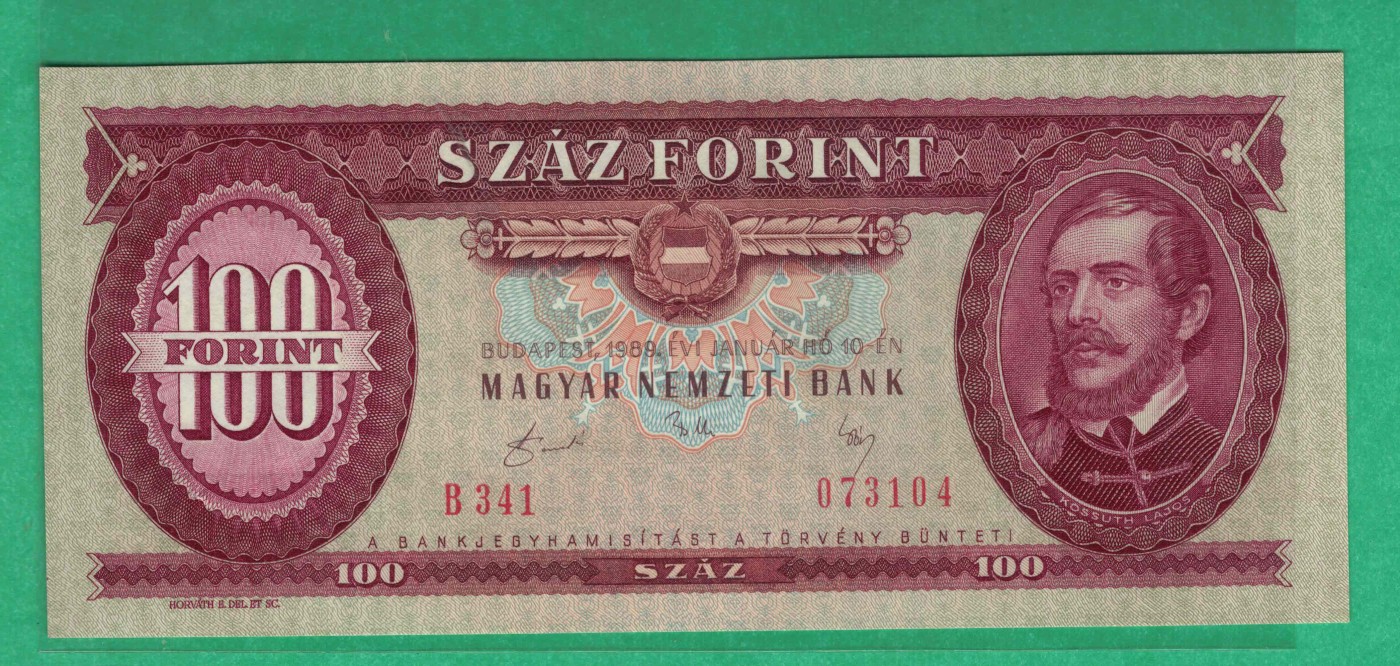 SZÁZ FORINT
100
FORINT
BUDAPEST, 1989. ÉVI JANUÁR HÓ 10-ÉN
MAGYAR NEMZETI BANK
B 341
073104
KOSSUTH LAJOS
A BANKJEGYHAMISÍTÁST A TÖRVÉNY BÜNTETI
100
SZÁZ
100
HORVÁTH E. DEL. ET SC.